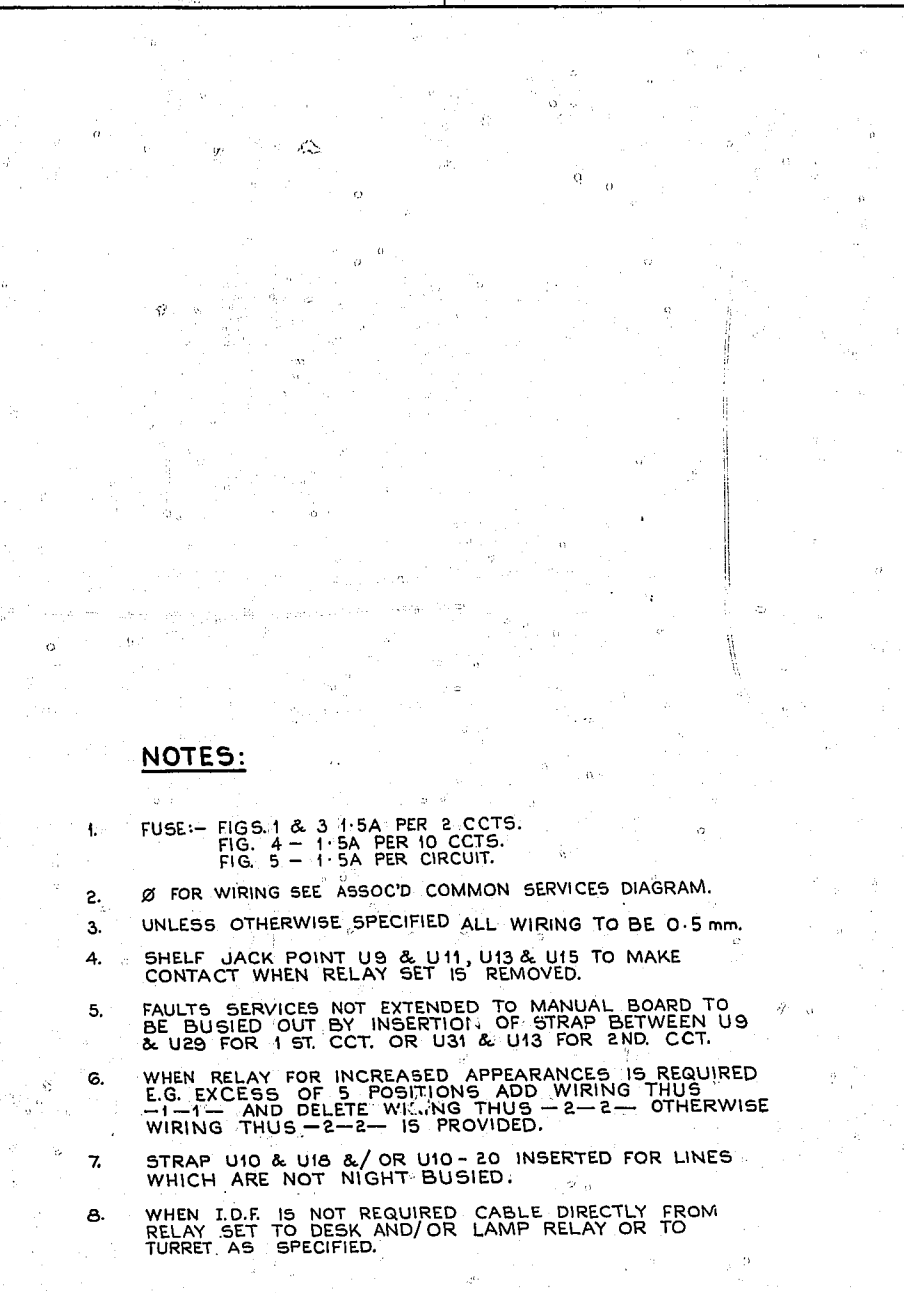 NOTES:
1. FUSE:- FIGS. 1 & 3 1·5A PER 2 CCTS.
FIG. 4 - 1·5A PER 10 CCTS.
FIG. 5 - 1·5A PER CIRCUIT.
2. Ø FOR WIRING SEE ASSOC'D COMMON SERVICES DIAGRAM.
3. UNLESS OTHERWISE SPECIFIED ALL WIRING TO BE 0·5 mm.
4. SHELF JACK POINT U9 & U11, U13 & U15 TO MAKE
CONTACT WHEN RELAY SET IS REMOVED.
5. FAULTS SERVICES NOT EXTENDED TO MANUAL BOARD TO
BE BUSIED OUT BY INSERTION OF STRAP BETWEEN U9
& U29 FOR 1 ST. CCT. OR U31 & U13 FOR 2ND. CCT.
6. WHEN RELAY FOR INCREASED APPEARANCES IS REQUIRED
E.G. EXCESS OF 5 POSITIONS ADD WIRING THUS
-1-1- AND DELETE THUS -2-2- OTHERWISE
WIRING THUS -2-2- IS PROVIDED.
7. STRAP U10 & U18 &/OR U10-20 INSERTED FOR LINES
WHICH ARE NOT NIGHT BUSIED.
8. WHEN I.D.F. IS NOT REQUIRED CABLE DIRECTLY FROM
RELAY SET TO DESK AND/OR LAMP RELAY OR TO
TURRET AS SPECIFIED.